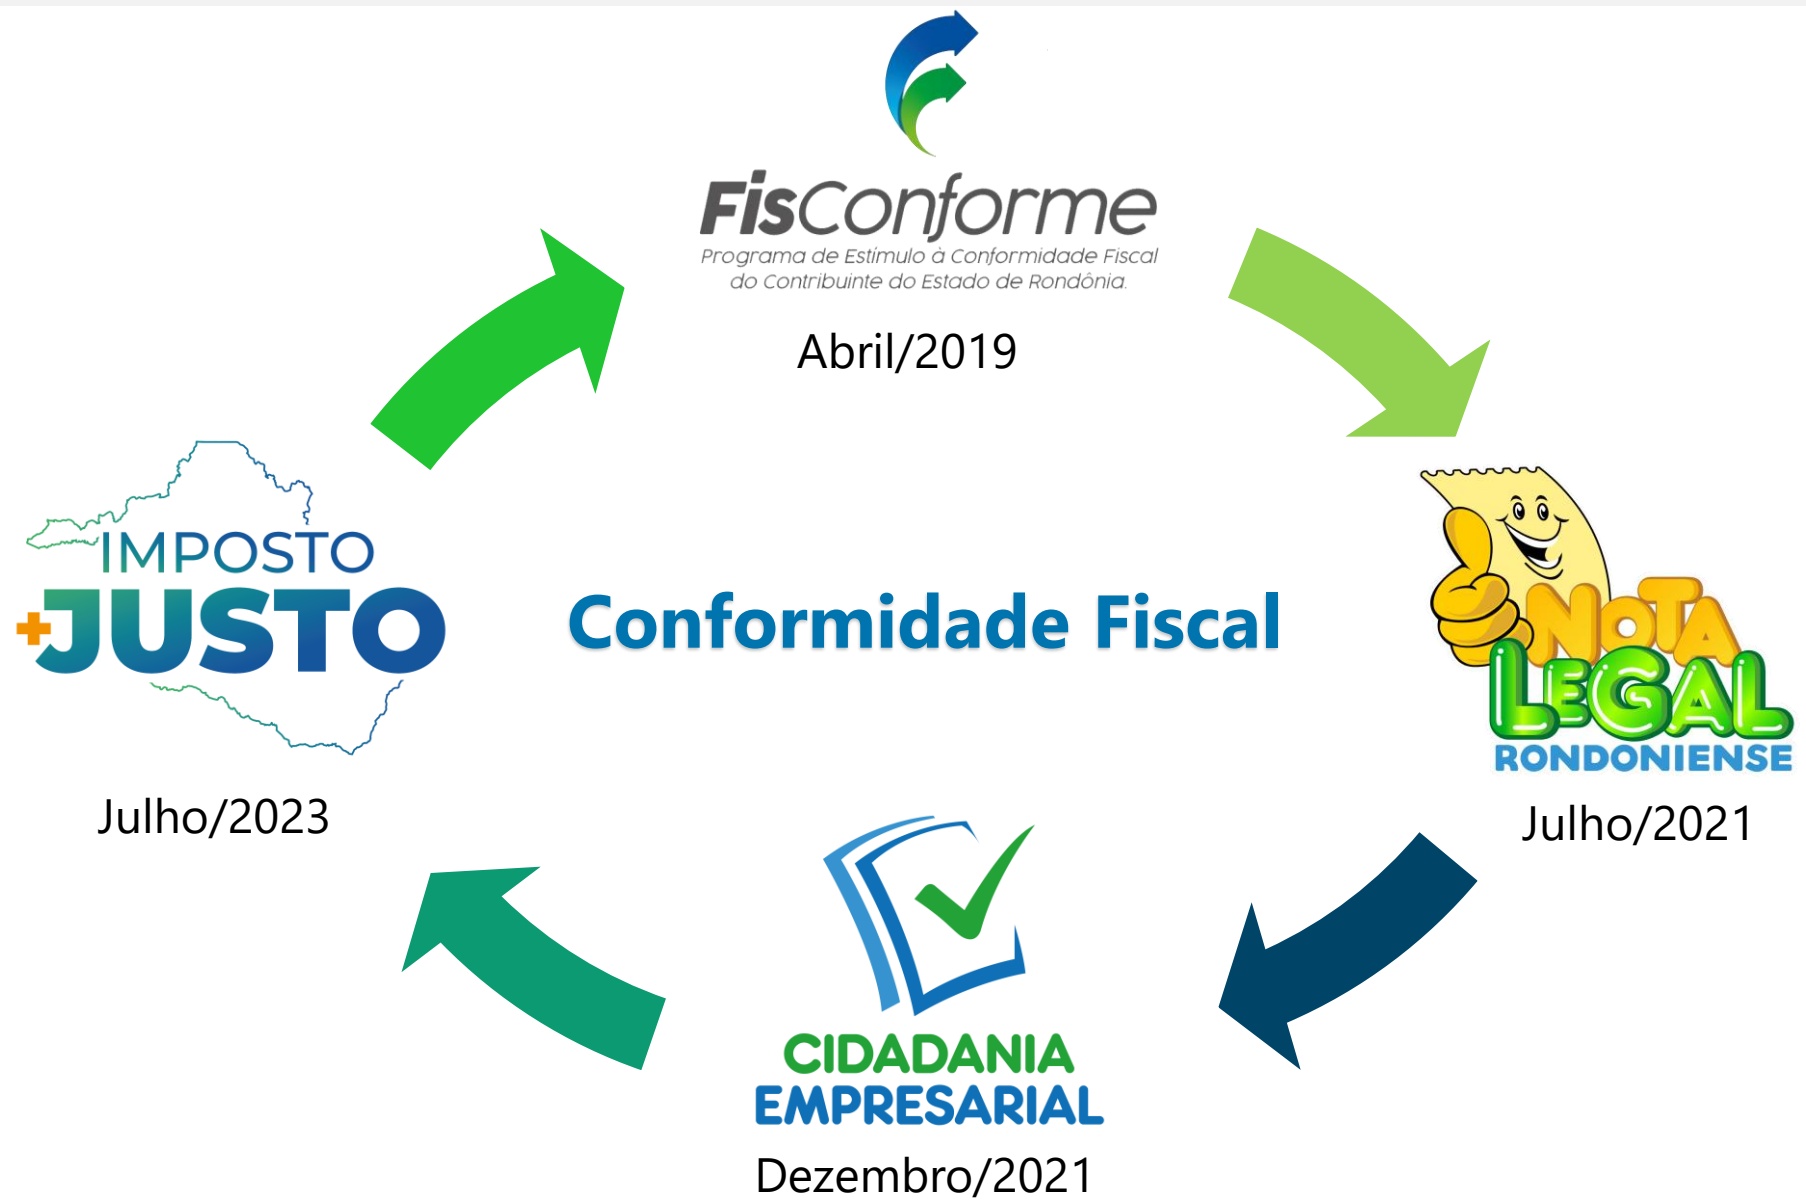 FisConforme
Programa de Estímulo à Conformidade Fiscal
do Contribuinte do Estado de Rondônia.
Abril/2019
NOTA
LEGAL
RONDONIENSE
Julho/2021
Conformidade Fiscal
IMPOSTO
+JUSTO
Julho/2023
CIDADANIA
EMPRESARIAL
Dezembro/2021